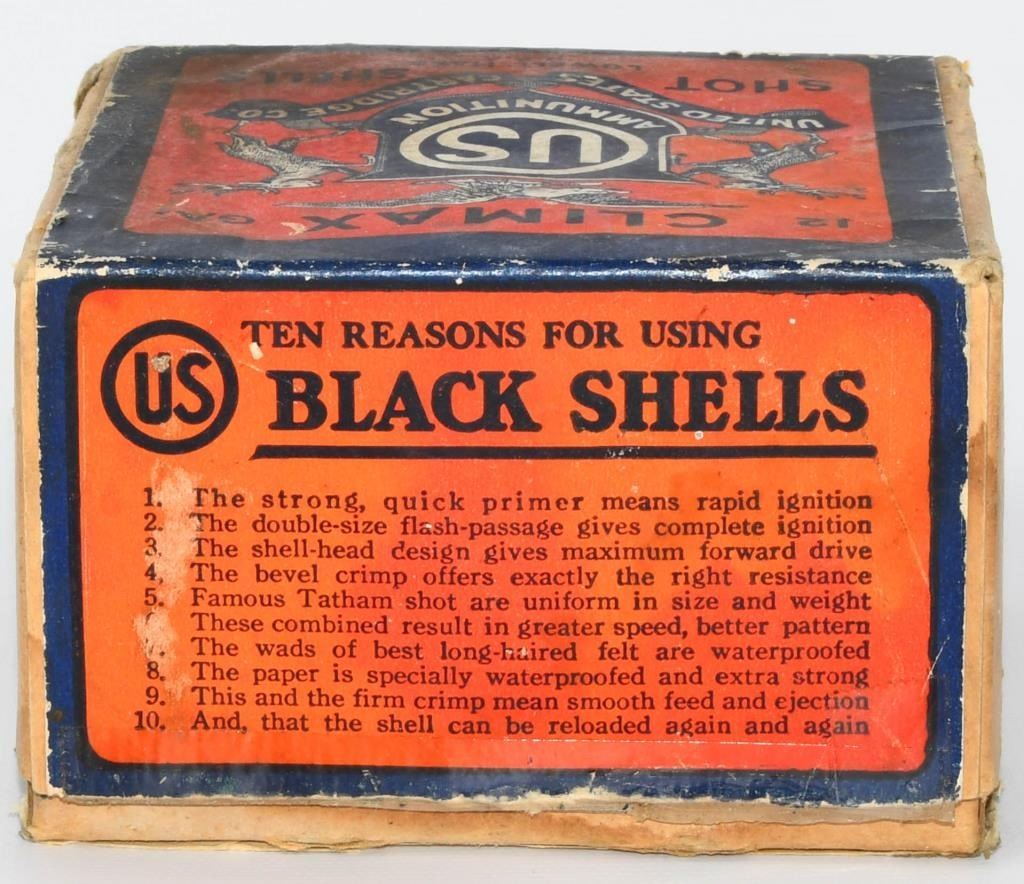 SHOT SHELLS
UNITED STATES CARTRIDGE CO.
AMMUNITION
US
12 CLIMAX GA.
US
TEN REASONS FOR USING
BLACK SHELLS
1. The strong, quick primer means rapid ignition
2. The double-size flash-passage gives complete ignition
3. The shell-head design gives maximum forward drive
4. The bevel crimp offers exactly the right resistance
5. Famous Tatham shot are uniform in size and weight
These combined result in greater speed, better pattern
7. The wads of best long-haired felt are waterproofed
8. The paper is specially waterproofed and extra strong
9. This and the firm crimp mean smooth feed and ejection
10. And, that the shell can be reloaded again and again